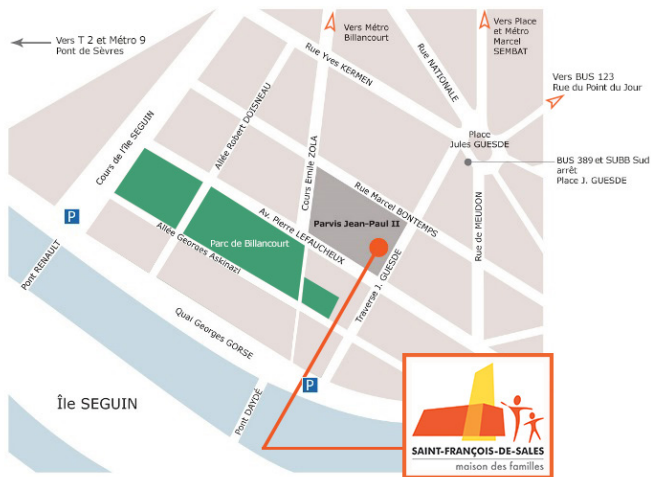 Vers T 2 et Métro 9
Pont de Sèvres
Vers Métro
Billancourt
Vers Place
et Métro
Marcel
SEMBAT
Vers BUS 123
Rue du Point du Jour
Rue Yves KERMEN
Rue NATIONALE
Allée Robert DOISNEAU
Cours de l'île SEGUIN
Cours Emile ZOLA
Place
Jules GUESDE
BUS 389 et SUBB Sud
arrêt
Place J. GUESDE
Rue Marcel BONTEMPS
Parvis Jean-Paul II
Av. Pierre LEFAUCHEUX
Parc de Billancourt
Allée Georges Askinazi
Rue de MEUDON
Traverse J. GUESDE
P
Pont RENAULT
Quai Georges GORSE
P
Pont DAYDÉ
Île SEGUIN
SAINT-FRANÇOIS-DE-SALES
maison des familles